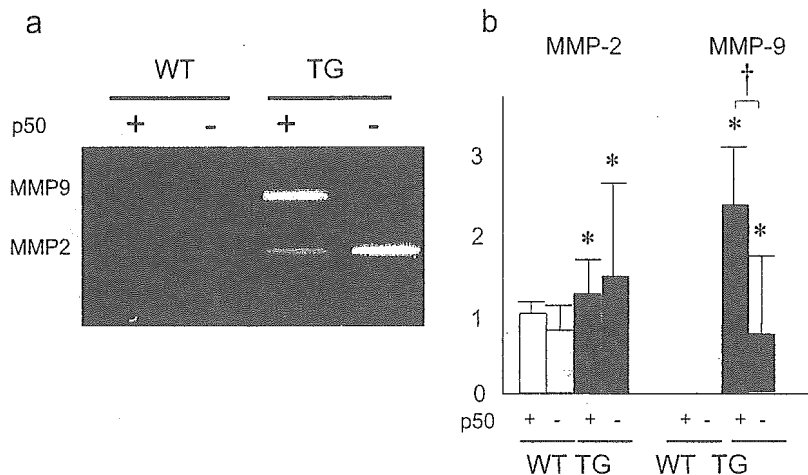 a
WT TG
p50 + - + -
MMP9
MMP2
b
MMP-2 MMP-9
†
* * * *
3
2
1
0
p50 + - + - + - + -
WT TG WT TG